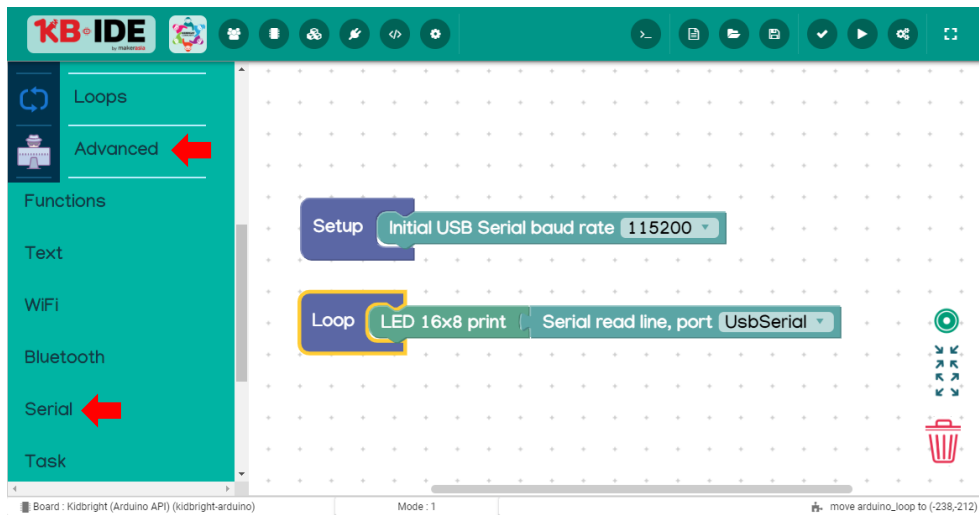 KB-IDE
by makerasia
Loops
Advanced
Functions
Text
WiFi
Bluetooth
Serial
Task
Setup Initial USB Serial baud rate 115200
Loop LED 16x8 print Serial read line, port UsbSerial
Board : Kidbright (Arduino API) (kidbright-arduino) Mode : 1 move arduino_loop to (-238,-212)